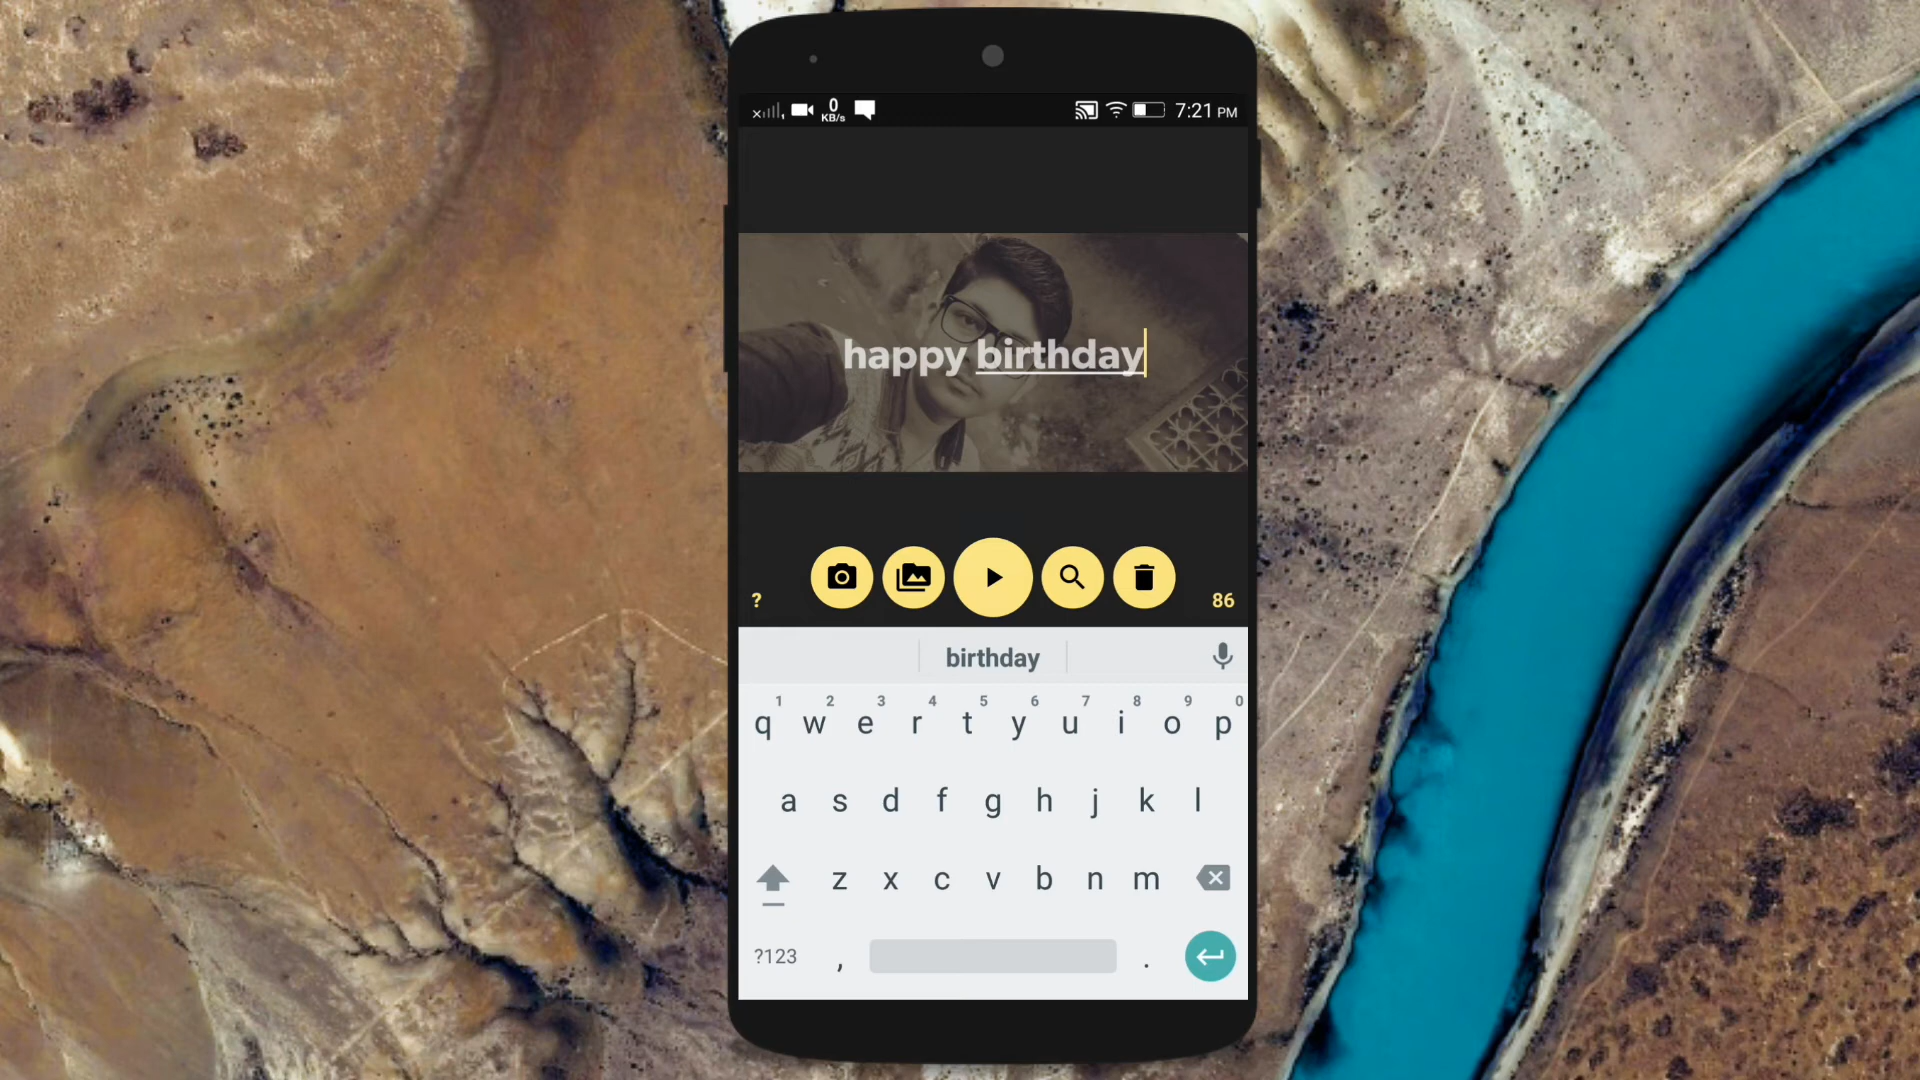 0
KB/s
7:21 PM
happy birthday
?
86
birthday
1 2 3 4 5 6 7 8 9 0
q w e r t y u i o p
a s d f g h j k l
z x c v b n m
?123 , .